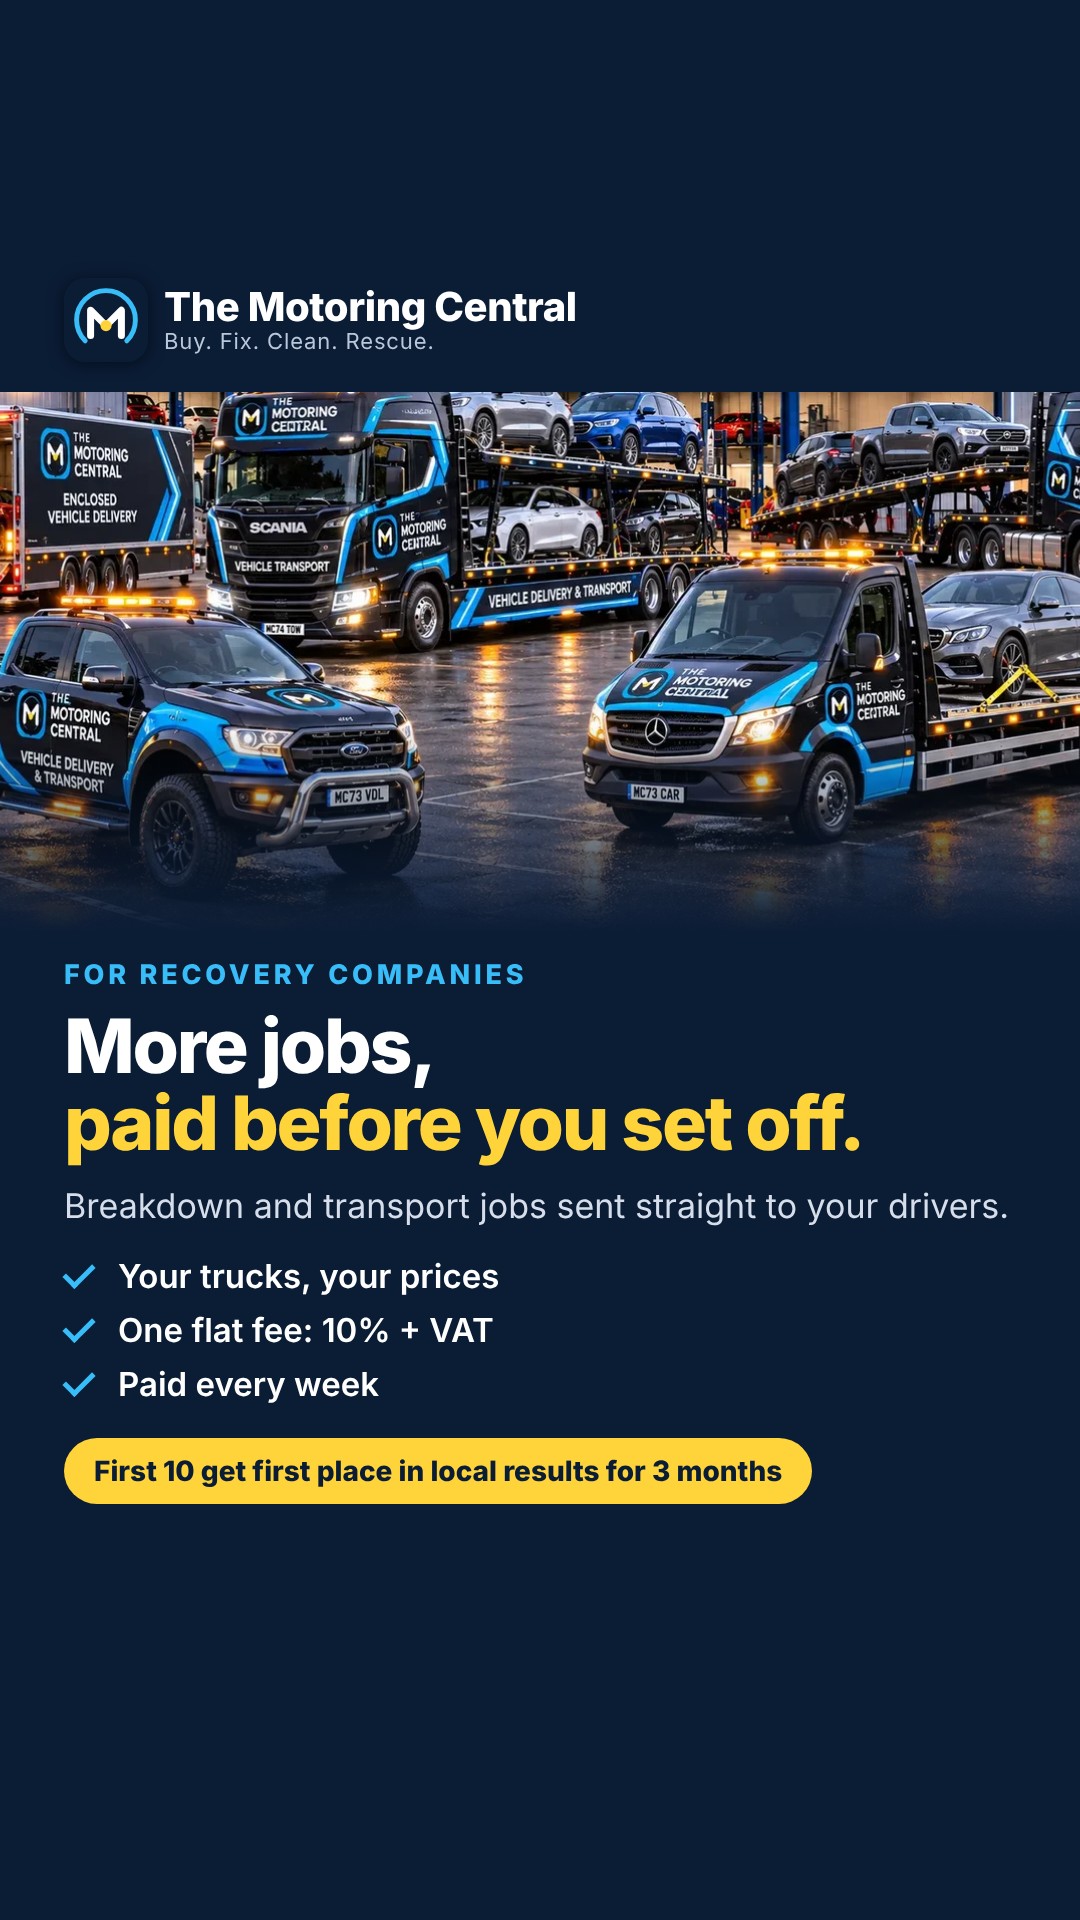 The Motoring Central
Buy. Fix. Clean. Rescue.
THE
MOTORING
CENTRAL
ENCLOSED
VEHICLE DELIVERY
THE
MOTORING
SCANIA
VEHICLE TRANSPORT
MC74 TOW
THE
MOTORING
VEHICLE DELIVERY & TRANSPORT
THE
MOTORING
CENTRAL
VEHICLE DELIVERY
& TRANSPORT
Ford
MC73 VDL
THE
MOTORING
MC73 CAR
THE
MOTORING
FOR RECOVERY COMPANIES
More jobs,
paid before you set off.
Breakdown and transport jobs sent straight to your drivers.
Your trucks, your prices
One flat fee: 10% + VAT
Paid every week
First 10 get first place in local results for 3 months